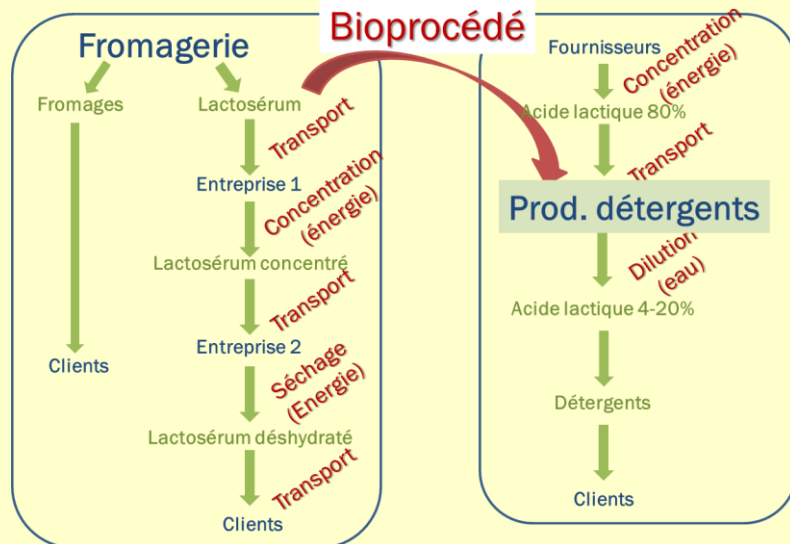 Bioprocédé
Fromagerie
Fromages
Lactosérum
Transport
Entreprise 1
Concentration
(énergie)
Lactosérum concentré
Transport
Entreprise 2
Clients
Séchage
(Energie)
Lactosérum déshydraté
Transport
Clients
Fournisseurs
Concentration
(énergie)
Acide lactique 80%
Transport
Prod. détergents
Dilution
(eau)
Acide lactique 4-20%
Détergents
Clients